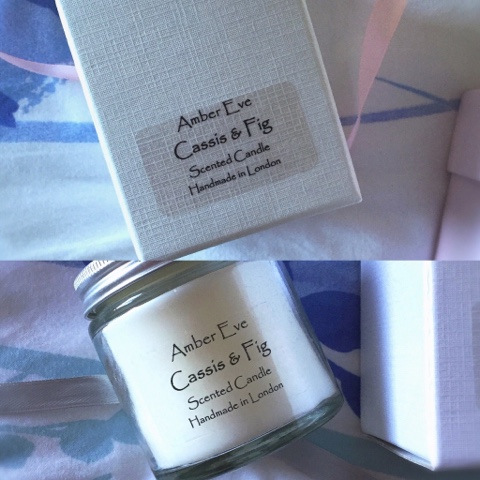 Amber Eve
Cassis & Fig
Scented Candle
Handmade in London
Amber Eve
Cassis & Fig
Scented Candle
Handmade in London